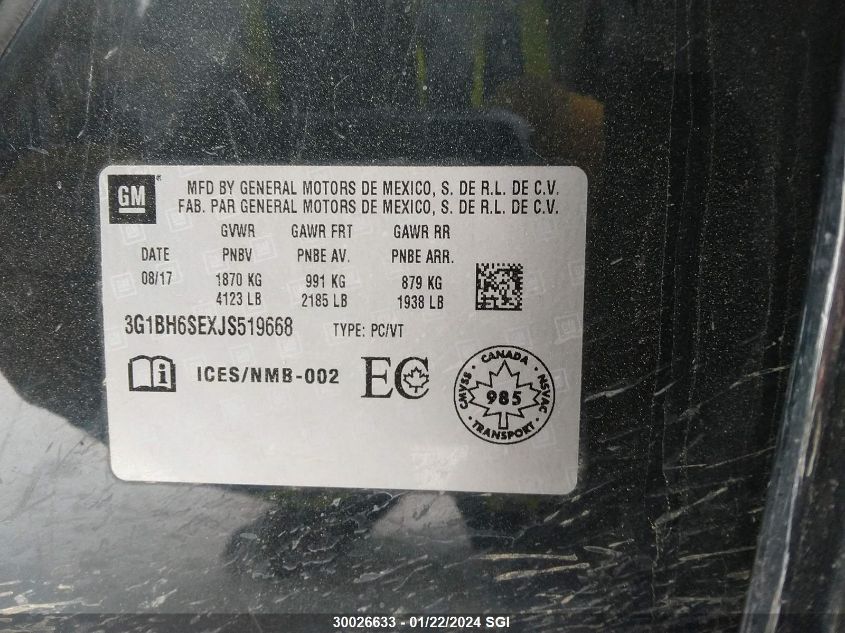 GM
MFD BY GENERAL MOTORS DE MEXICO, S. DE R.L. DE C.V.
FAB. PAR GENERAL MOTORS DE MEXICO, S. DE R.L. DE C.V.
GVWR GAWR FRT GAWR RR
DATE PNBV PNBE AV. PNBE ARR.
08/17 1870 KG 991 KG 879 KG
4123 LB 2185 LB 1938 LB
3G1BH6SEXJS519668 TYPE: PC/VT
ICES/NMB-002 EC
CANADA
CMVSS 985 NSVAC
TRANSPORT
30026633 - 01/22/2024 SGI